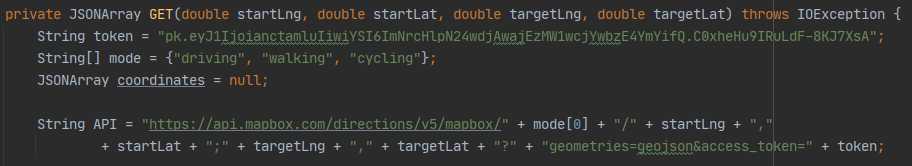 private JSONArray GET(double startLng, double startLat, double targetLng, double targetLat) throws IOException {
String token = "pk.eyJ1IjoianctamluIiwiYSI6ImNrcHlpN24wdjAwajEzMW1wcjYwbzE4YmYifQ.C0xheHu9IRuLdF-8KJ7XsA";
String[] mode = {"driving", "walking", "cycling"};
JSONArray coordinates = null;
String API = "https://api.mapbox.com/directions/v5/mapbox/" + mode[0] + "/" + startLng + ","
+ startLat + ";" + targetLng + "," + targetLat + "?" + "geometries=geojson&access_token=" + token;